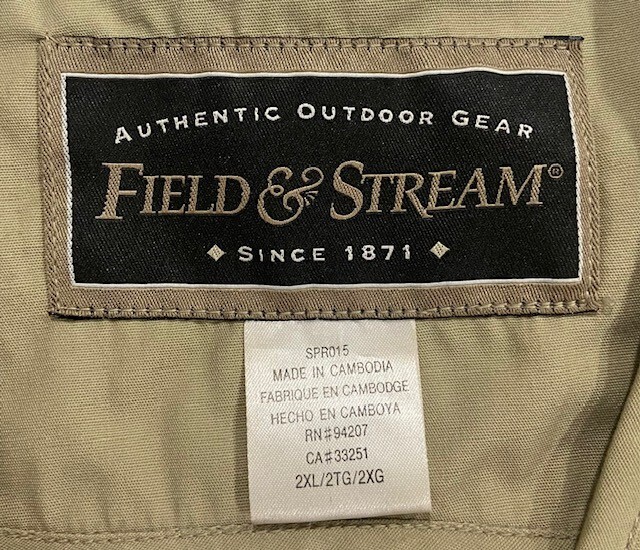 AUTHENTIC OUTDOOR GEAR
FIELD & STREAM®
SINCE 1871
SPR015
MADE IN CAMBODIA
FABRIQUE EN CAMBODGE
HECHO EN CAMBOYA
RN#94207
CA#33251
2XL/2TG/2XG